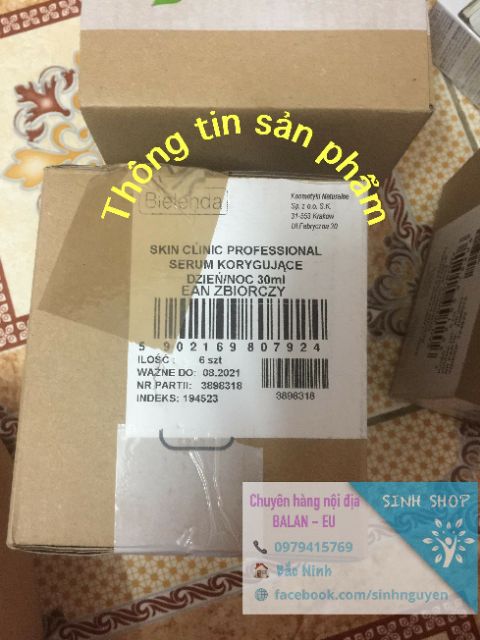 Thông tin sản phẩm
Bielenda
Kosmetyki Naturalne
Sp. z o.o. S.K.
31-553 Krakow
Ul.Fabryczna 20
SKIN CLINIC PROFESSIONAL
SERUM KORYGUJĄCE
DZIEŃ/NOC 30ml
EAN ZBIORCZY
5 902169 807924
ILOŚĆ : 6 szt
WAŻNE DO: 08.2021
NR PARTII: 3898318
INDEKS: 194523
3898318
Chuyên hàng nội địa
BALAN - EU
0979415769
Bắc Ninh
facebook.com/sinhnguyen
SINH SHOP